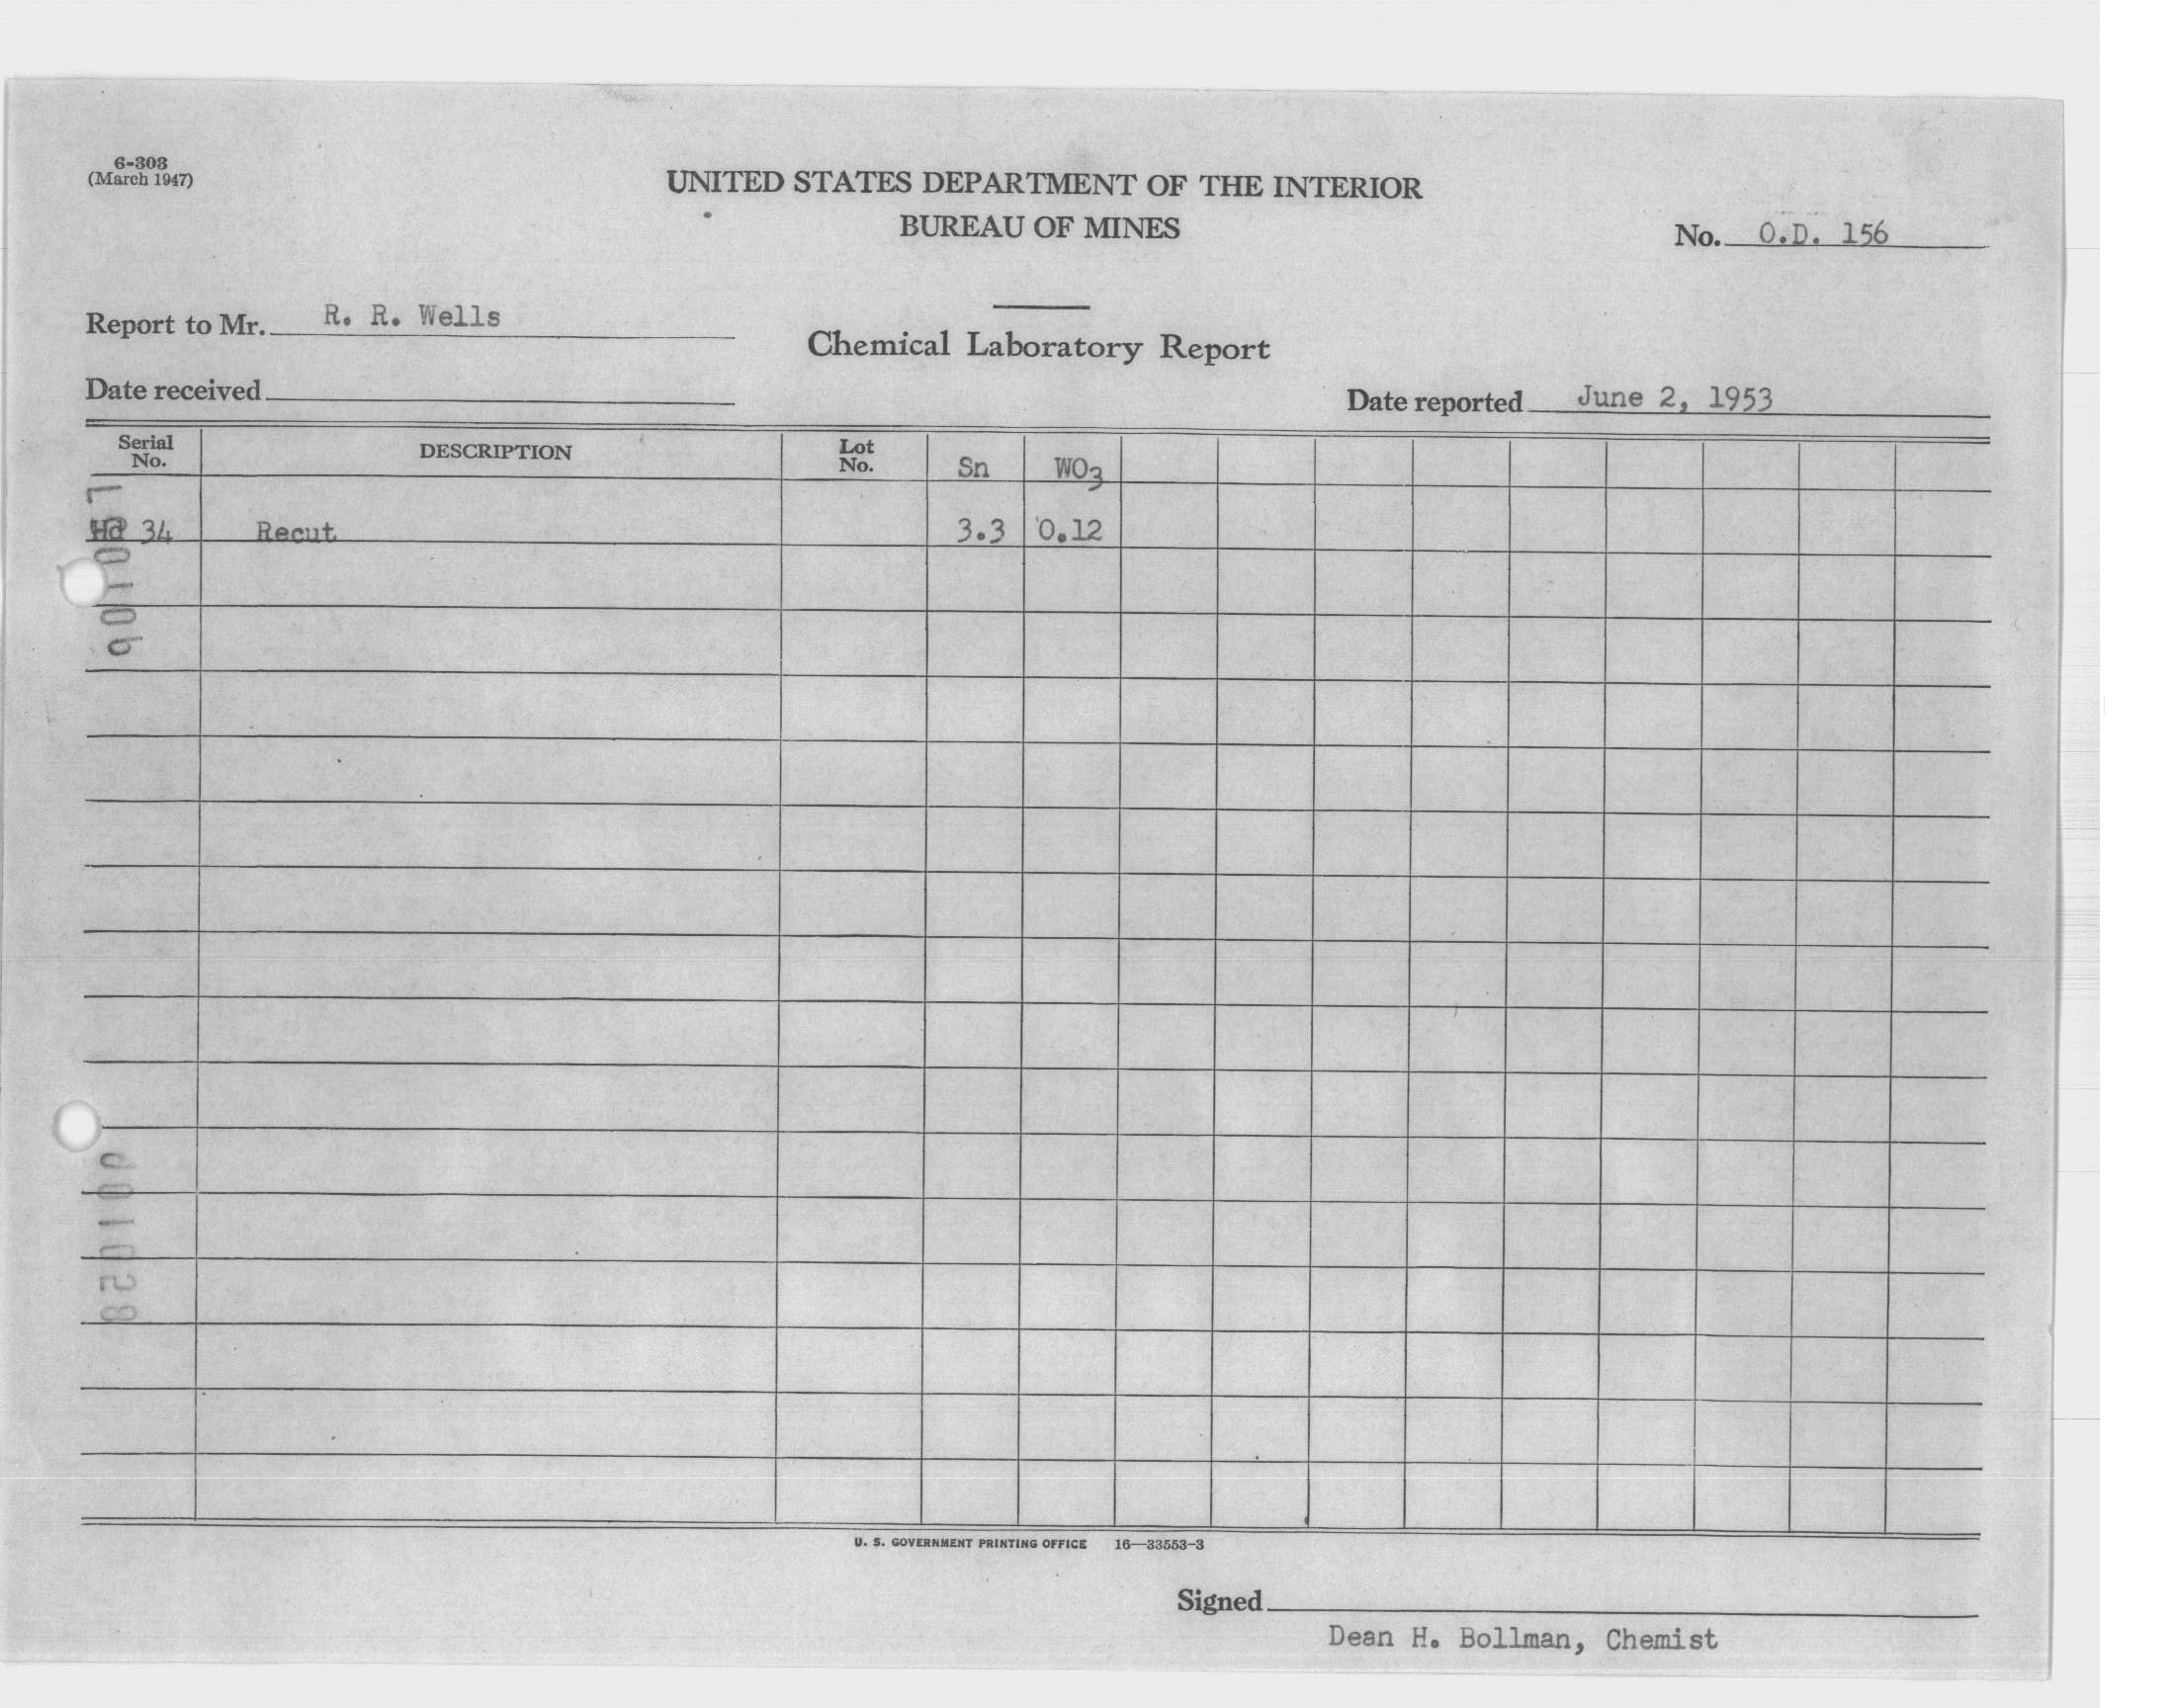 6-303
(March 1947)
UNITED STATES DEPARTMENT OF THE INTERIOR
BUREAU OF MINES
No. O.D. 156
Report to Mr. R. R. Wells
Chemical Laboratory Report
Date received
Date reported June 2, 1953
Serial No. DESCRIPTION Lot No. Sn WO3
Hd 34 Recut 3.3 0.12
001028
U. S. GOVERNMENT PRINTING OFFICE 16—33553-3
Signed
Dean H. Bollman, Chemist